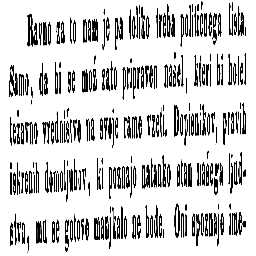 Ravno za to nam je pa toliko treba političnega lista.
Samo, da bi se mož zato pripraven našel, kteri bi hotel
težavno vredništvo na svoje rame vzeti. Dopisnikov, pravih
iskrenih domoljubov, ki poznajo natanko stan našega ljud-
stva, mu se gotovo manjkalo ne bode. Oni spoznajo ime-